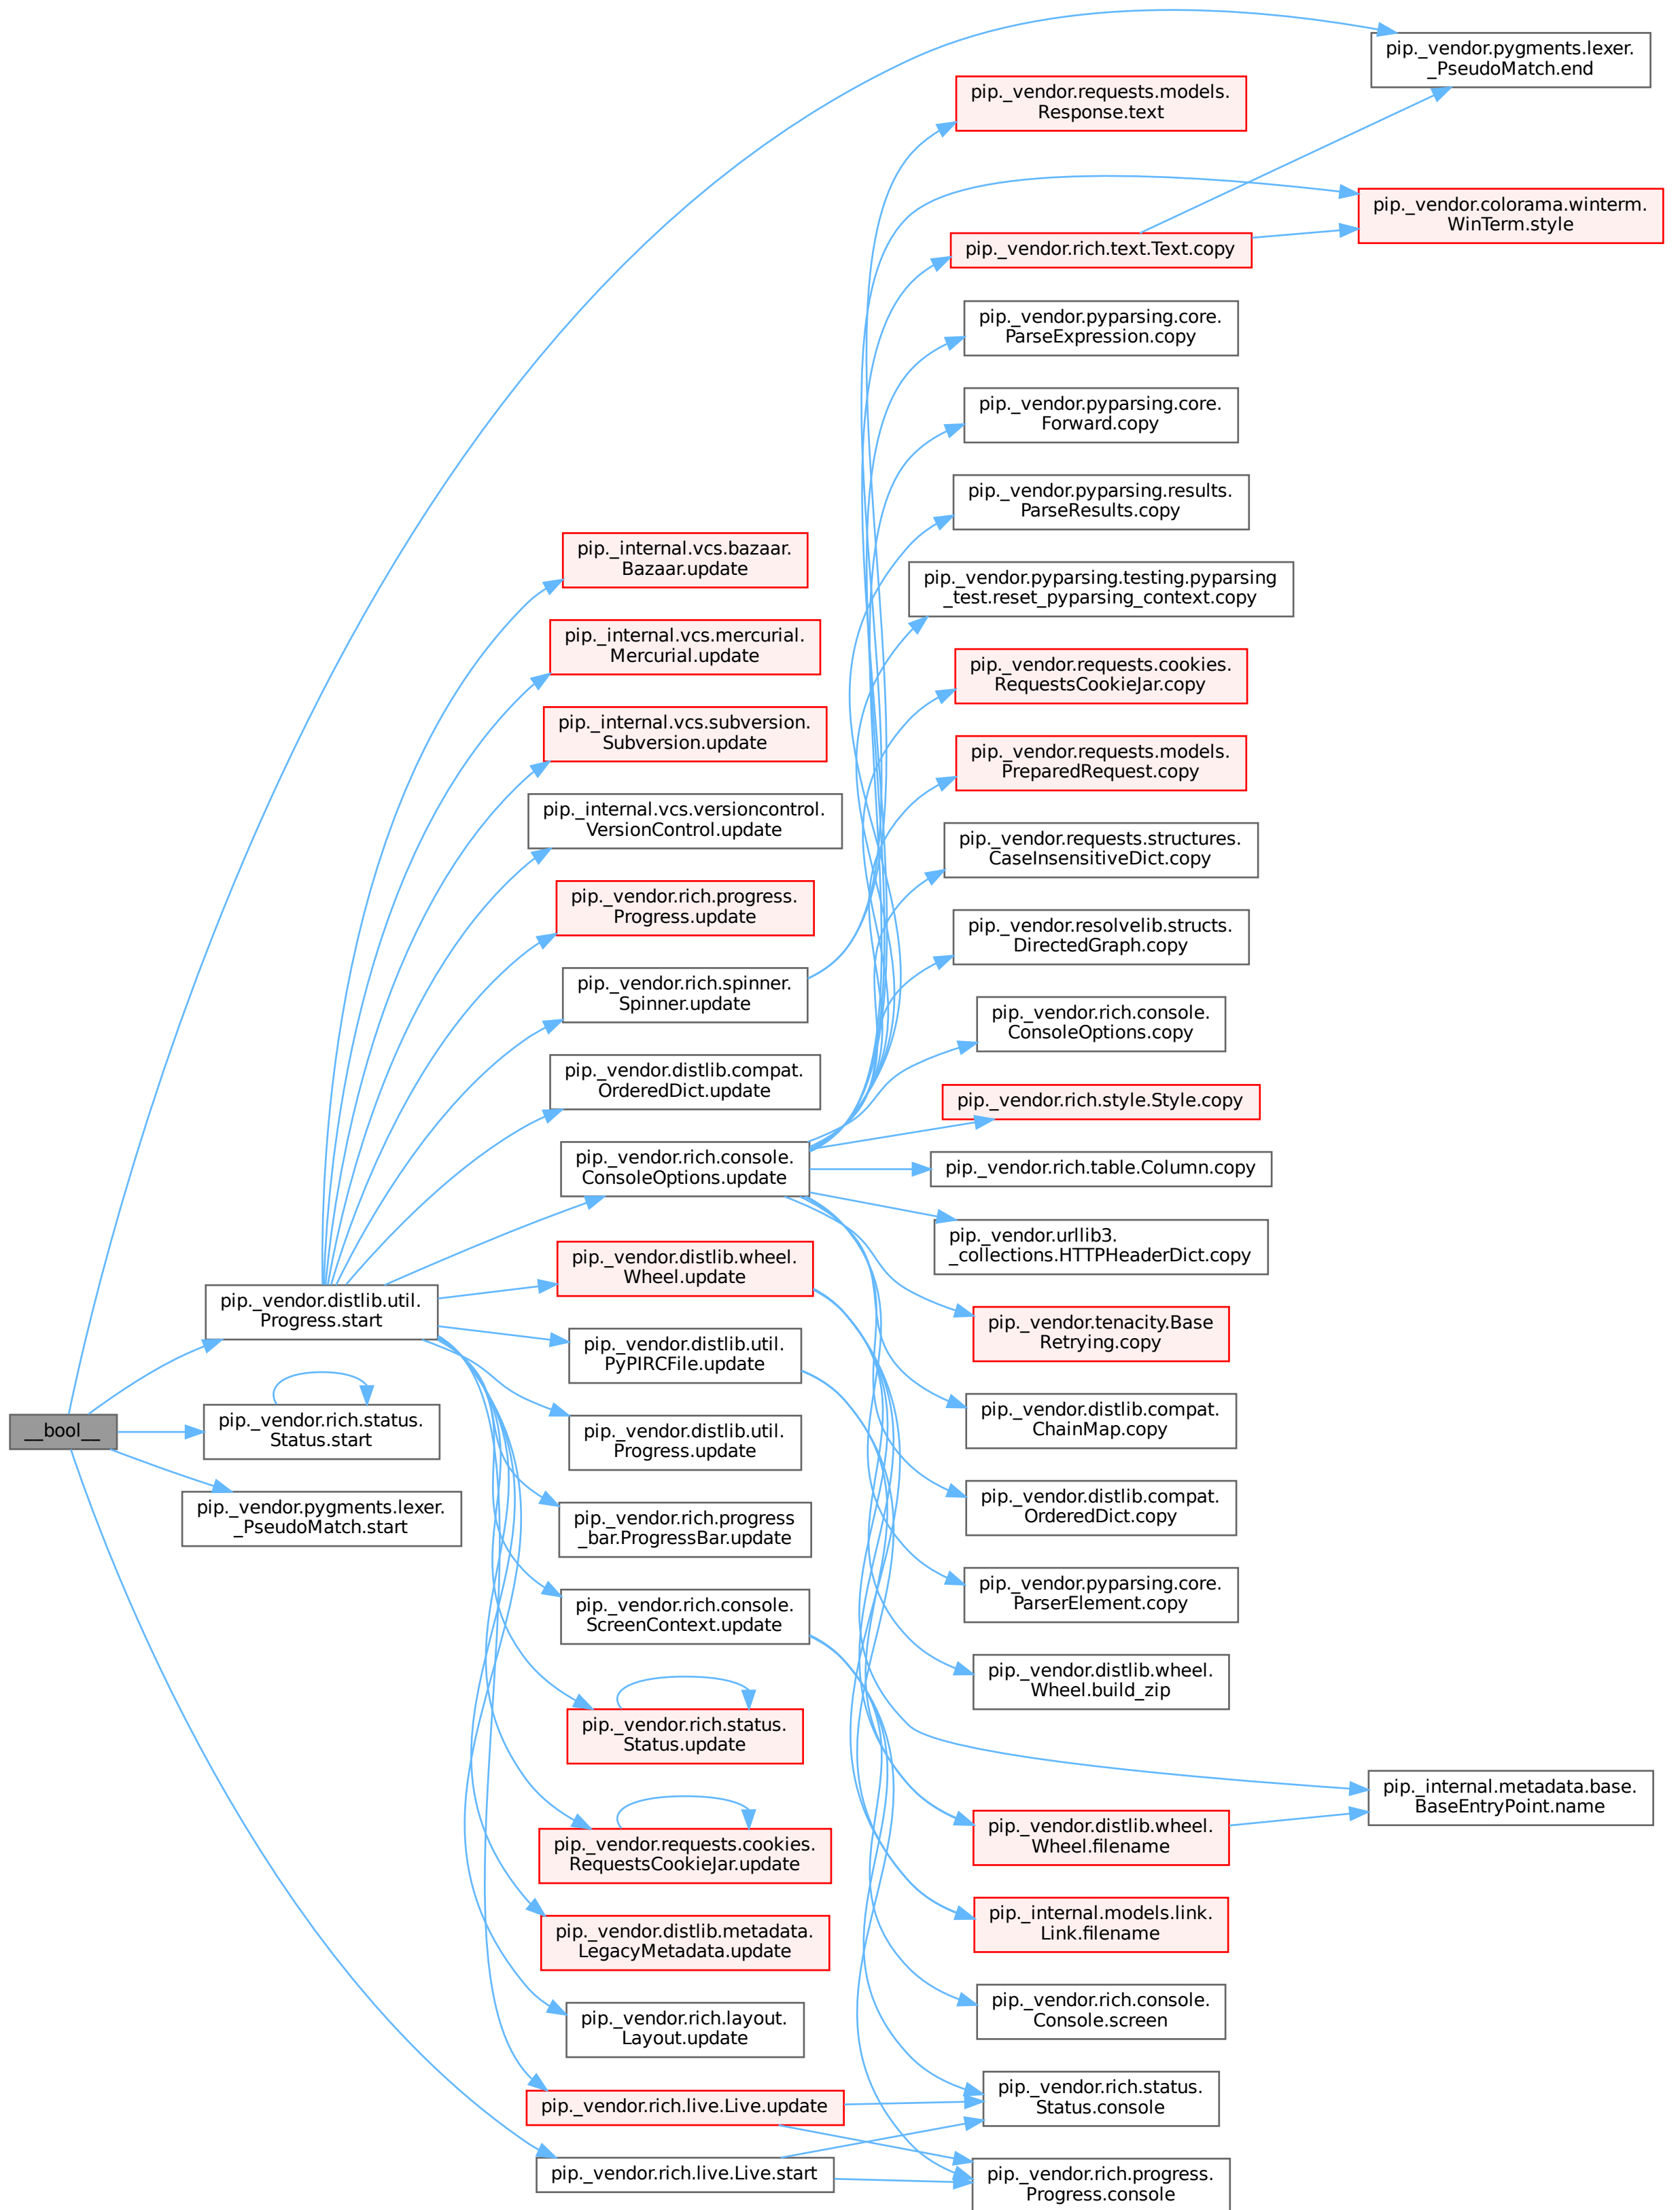 __bool__
pip._vendor.distlib.util.
Progress.start
pip._vendor.rich.status.
Status.start
pip._vendor.pygments.lexer.
_PseudoMatch.start
pip._internal.vcs.bazaar.
Bazaar.update
pip._internal.vcs.mercurial.
Mercurial.update
pip._internal.vcs.subversion.
Subversion.update
pip._internal.vcs.versioncontrol.
VersionControl.update
pip._vendor.rich.progress.
Progress.update
pip._vendor.rich.spinner.
Spinner.update
pip._vendor.distlib.compat.
OrderedDict.update
pip._vendor.rich.console.
ConsoleOptions.update
pip._vendor.distlib.wheel.
Wheel.update
pip._vendor.distlib.util.
PyPIRCFile.update
pip._vendor.distlib.util.
Progress.update
pip._vendor.rich.progress
_bar.ProgressBar.update
pip._vendor.rich.console.
ScreenContext.update
pip._vendor.rich.status.
Status.update
pip._vendor.requests.cookies.
RequestsCookieJar.update
pip._vendor.distlib.metadata.
LegacyMetadata.update
pip._vendor.rich.layout.
Layout.update
pip._vendor.rich.live.Live.update
pip._vendor.rich.live.Live.start
pip._vendor.requests.models.
Response.text
pip._vendor.rich.text.Text.copy
pip._vendor.pyparsing.core.
ParseExpression.copy
pip._vendor.pyparsing.core.
Forward.copy
pip._vendor.pyparsing.results.
ParseResults.copy
pip._vendor.pyparsing.testing.pyparsing
_test.reset_pyparsing_context.copy
pip._vendor.requests.cookies.
RequestsCookieJar.copy
pip._vendor.requests.models.
PreparedRequest.copy
pip._vendor.requests.structures.
CaseInsensitiveDict.copy
pip._vendor.resolvelib.structs.
DirectedGraph.copy
pip._vendor.rich.console.
ConsoleOptions.copy
pip._vendor.rich.style.Style.copy
pip._vendor.rich.table.Column.copy
pip._vendor.urllib3.
_collections.HTTPHeaderDict.copy
pip._vendor.tenacity.Base
Retrying.copy
pip._vendor.distlib.compat.
ChainMap.copy
pip._vendor.distlib.compat.
OrderedDict.copy
pip._vendor.pyparsing.core.
ParserElement.copy
pip._vendor.distlib.wheel.
Wheel.build_zip
pip._vendor.distlib.wheel.
Wheel.filename
pip._internal.models.link.
Link.filename
pip._vendor.rich.console.
Console.screen
pip._vendor.rich.status.
Status.console
pip._vendor.rich.progress.
Progress.console
pip._vendor.pygments.lexer.
_PseudoMatch.end
pip._vendor.colorama.winterm.
WinTerm.style
pip._internal.metadata.base.
BaseEntryPoint.name